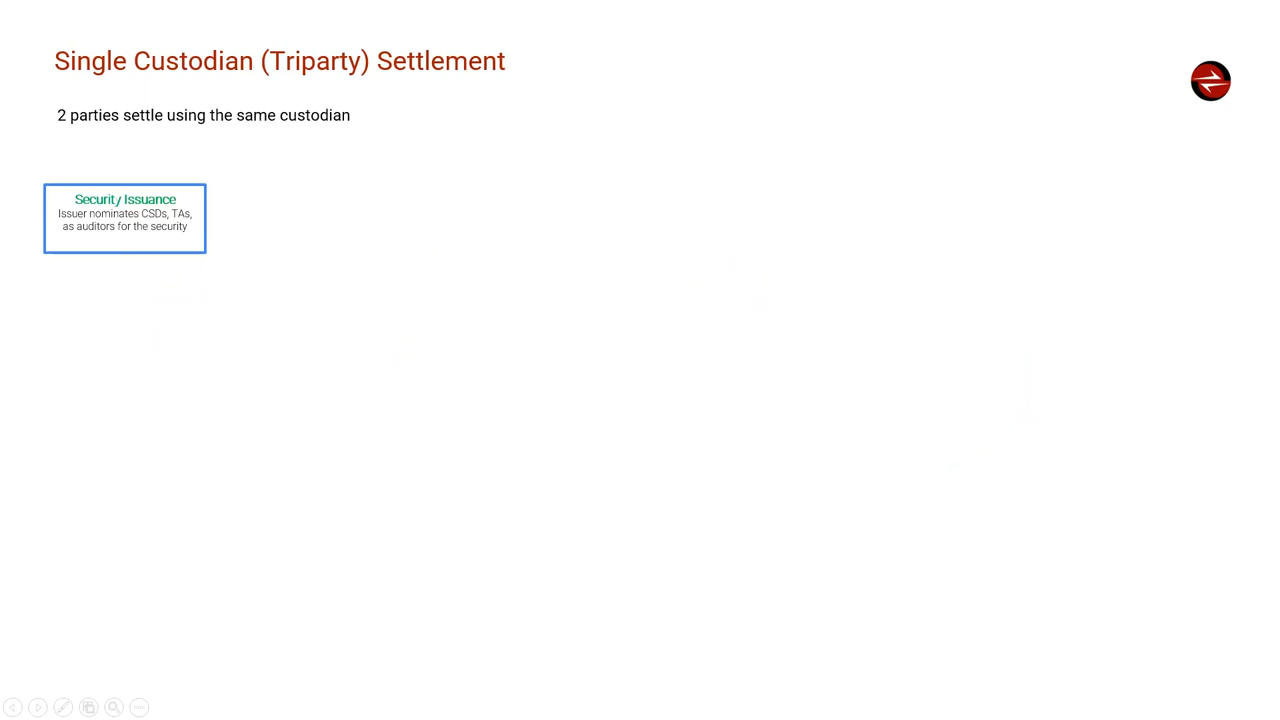 Single Custodian (Triparty) Settlement
2 parties settle using the same custodian
Security Issuance
Issuer nominates CSDs, TAs,
as auditors for the security